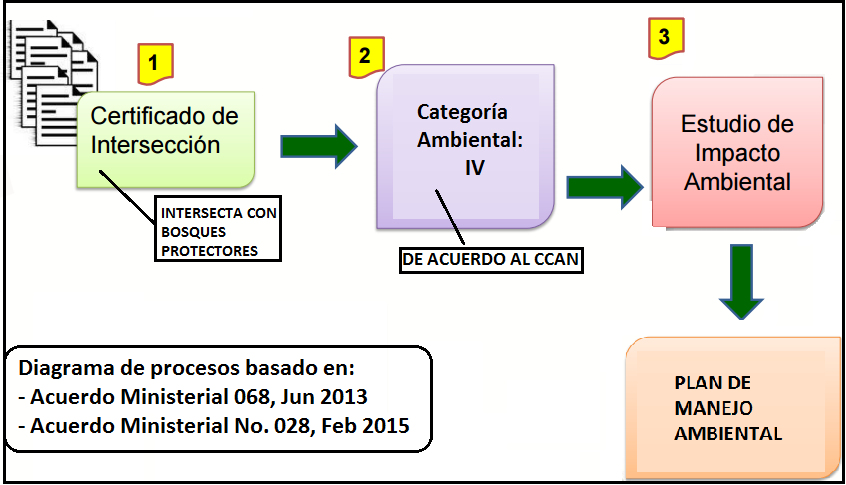 1
Certificado de
Intersección
INTERSECTA CON
BOSQUES
PROTECTORES
2
Categoría
Ambiental:
IV
DE ACUERDO AL CCAN
3
Estudio de
Impacto
Ambiental
PLAN DE
MANEJO
AMBIENTAL
Diagrama de procesos basado en:
- Acuerdo Ministerial 068, Jun 2013
- Acuerdo Ministerial No. 028, Feb 2015